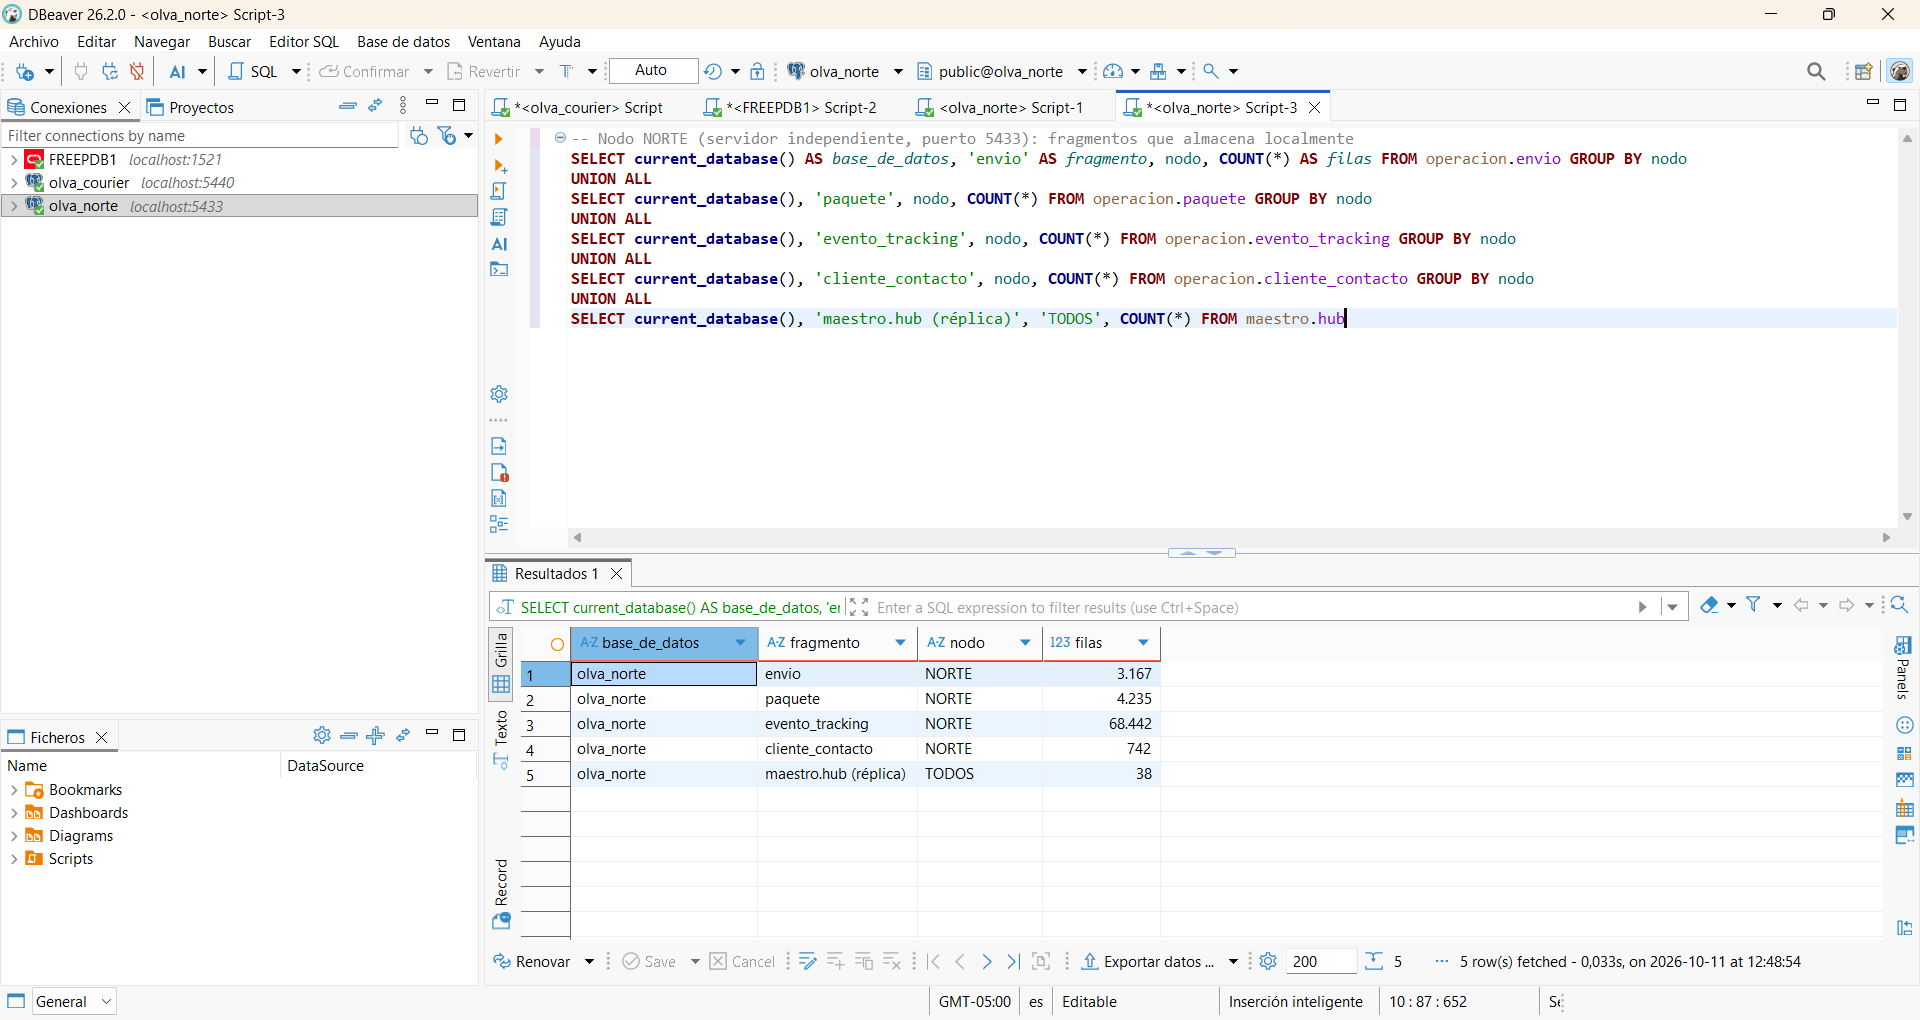 DBeaver 26.2.0 - <olva_norte> Script-3
Archivo Editar Navegar Buscar Editor SQL Base de datos Ventana Ayuda
AI SQL Confirmar Revertir T Auto olva_norte public@olva_norte
Conexiones Proyectos
Filter connections by name
FREEPDB1 localhost:1521
olva_courier localhost:5440
olva_norte localhost:5433
*<olva_courier> Script *<FREEPDB1> Script-2 <olva_norte> Script-1 *<olva_norte> Script-3
-- Nodo NORTE (servidor independiente, puerto 5433): fragmentos que almacena localmente
SELECT current_database() AS base_de_datos, 'envio' AS fragmento, nodo, COUNT(*) AS filas FROM operacion.envio GROUP BY nodo
UNION ALL
SELECT current_database(), 'paquete', nodo, COUNT(*) FROM operacion.paquete GROUP BY nodo
UNION ALL
SELECT current_database(), 'evento_tracking', nodo, COUNT(*) FROM operacion.evento_tracking GROUP BY nodo
UNION ALL
SELECT current_database(), 'cliente_contacto', nodo, COUNT(*) FROM operacion.cliente_contacto GROUP BY nodo
UNION ALL
SELECT current_database(), 'maestro.hub (réplica)', 'TODOS', COUNT(*) FROM maestro.hub
AI
Resultados 1
SELECT current_database() AS base_de_datos, 'er Enter a SQL expression to filter results (use Ctrl+Space)
Grilla
Texto
Record
A-Z base_de_datos A-Z fragmento A-Z nodo 123 filas
1 olva_norte envio NORTE 3.167
2 olva_norte paquete NORTE 4.235
3 olva_norte evento_tracking NORTE 68.442
4 olva_norte cliente_contacto NORTE 742
5 olva_norte maestro.hub (réplica) TODOS 38
Panels
Renovar Save Cancel Exportar datos ... 200 5 ··· 5 row(s) fetched - 0,033s, on 2026-10-11 at 12:48:54
Ficheros
Name DataSource
Bookmarks
Dashboards
Diagrams
Scripts
General
GMT-05:00 es Editable Inserción inteligente 10 : 87 : 652